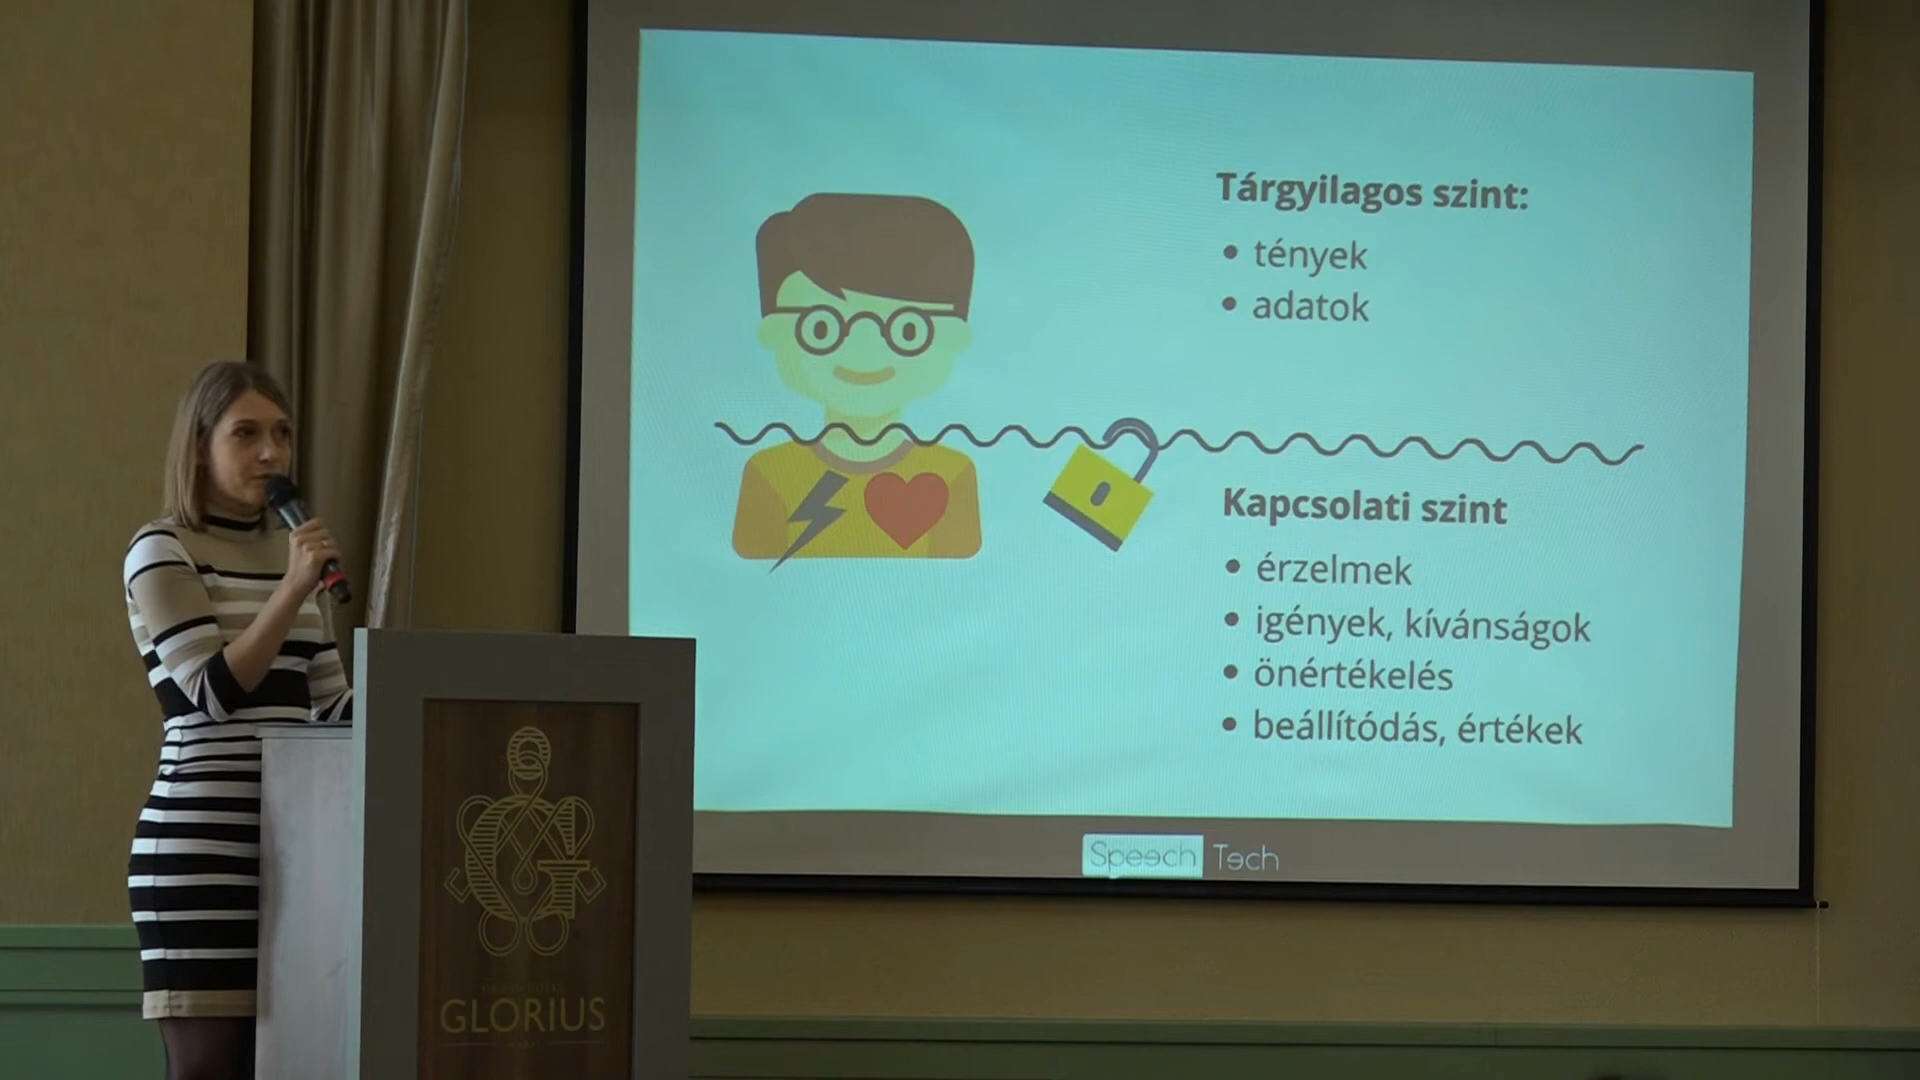 Tárgyilagos szint:
• tények
• adatok
Kapcsolati szint
• érzelmek
• igények, kívánságok
• önértékelés
• beállítódás, értékek
Speech Tech
GLORIUS